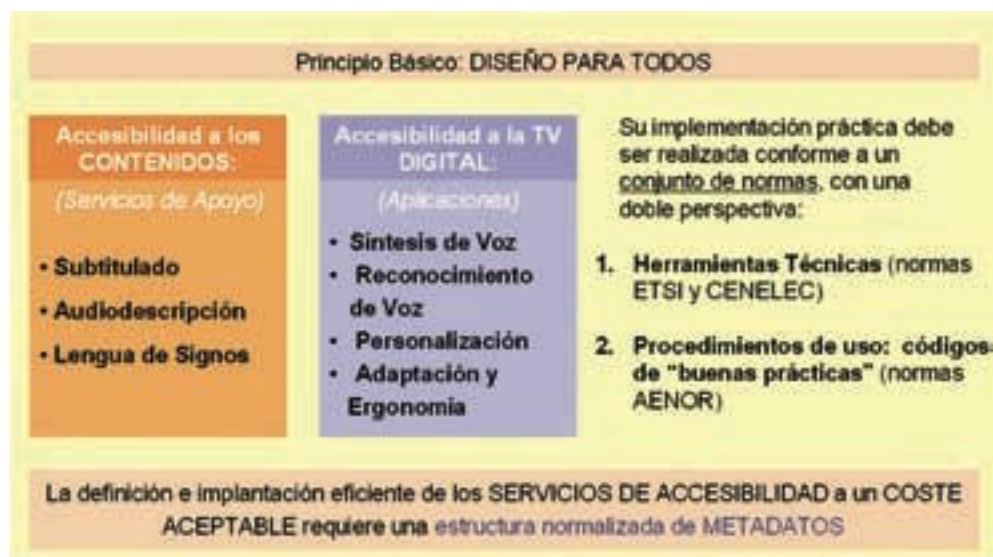 Principio Básico: DISEÑO PARA TODOS
Accesibilidad a los
CONTENIDOS:
(Servicios de Apoyo)
• Subtitulado
• Audiodescripción
• Lengua de Signos
Accesibilidad a la TV
DIGITAL:
(Aplicaciones)
• Síntesis de Voz
• Reconocimiento
de Voz
• Personalización
• Adaptación y
Ergonomia
Su implementación práctica debe
ser realizada conforme a un
conjunto de normas, con una
doble perspectiva:
1. Herramientas Técnicas (normas
ETSI y CENELEC)
2. Procedimientos de uso: códigos
de "buenas prácticas" (normas
AENOR)
La definición e implantación eficiente de los SERVICIOS DE ACCESIBILIDAD a un COSTE
ACEPTABLE requiere una estructura normalizada de METADATOS